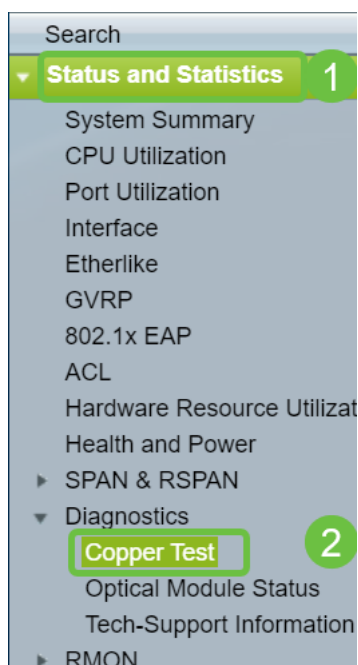 Search
Status and Statistics 1
System Summary
CPU Utilization
Port Utilization
Interface
Etherlike
GVRP
802.1x EAP
ACL
Hardware Resource Utilizat
Health and Power
SPAN & RSPAN
Diagnostics
Copper Test 2
Optical Module Status
Tech-Support Information
RMON